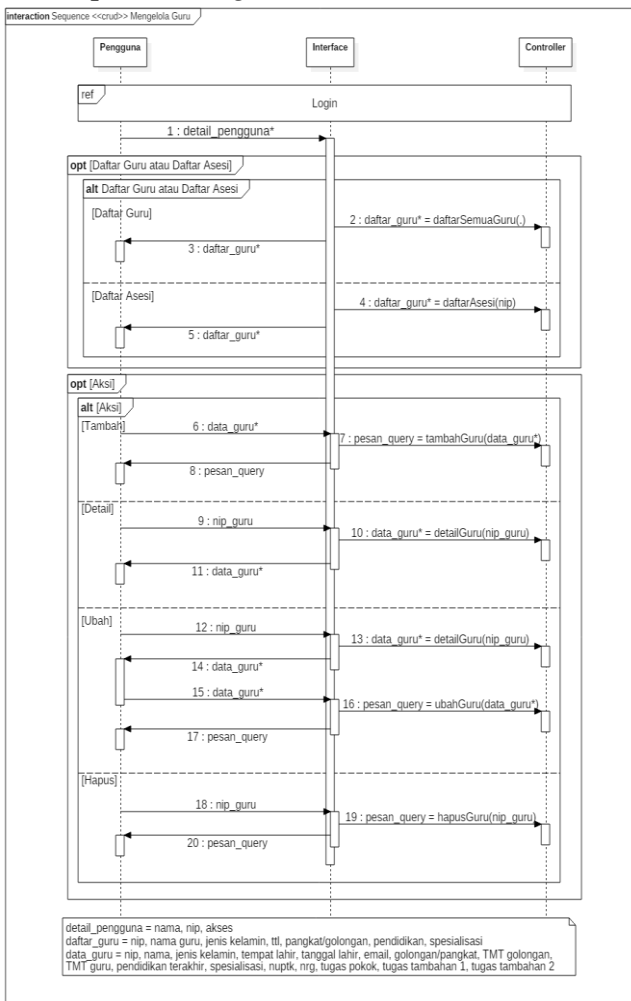 interaction Sequence <<crud>> Mengelola Guru
Pengguna
Interface
Controller
ref
Login
1 : detail_pengguna*
opt [Daftar Guru atau Daftar Asesi]
alt Daftar Guru atau Daftar Asesi
[Daftar Guru]
2 : daftar_guru* = daftarSemuaGuru(.)
3 : daftar_guru*
[Daftar Asesi]
4 : daftar_guru* = daftarAsesi(nip)
5 : daftar_guru*
opt [Aksi]
alt [Aksi]
[Tambah]
6 : data_guru*
7 : pesan_query = tambahGuru(data_guru*)
8 : pesan_query
[Detail]
9 : nip_guru
10 : data_guru* = detailGuru(nip_guru)
11 : data_guru*
[Ubah]
12 : nip_guru
13 : data_guru* = detailGuru(nip_guru)
14 : data_guru*
15 : data_guru*
16 : pesan_query = ubahGuru(data_guru*)
17 : pesan_query
[Hapus]
18 : nip_guru
19 : pesan_query = hapusGuru(nip_guru)
20 : pesan_query
detail_pengguna = nama, nip, akses
daftar_guru = nip, nama guru, jenis kelamin, ttl, pangkat/golongan, pendidikan, spesialisasi
data_guru = nip, nama, jenis kelamin, tempat lahir, tanggal lahir, email, golongan/pangkat, TMT golongan,
TMT guru, pendidikan terakhir, spesialisasi, nuptk, nrg, tugas pokok, tugas tambahan 1, tugas tambahan 2